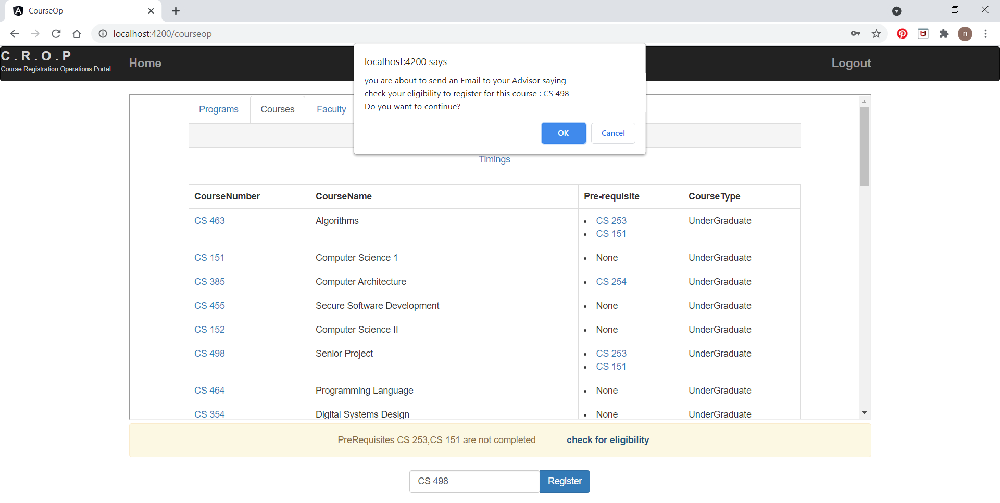 CourseOp
localhost:4200/courseop
n
C . R . O . P
Course Registration Operations Portal
Home
Logout
localhost:4200 says
you are about to send an Email to your Advisor saying
check your eligibility to register for this course : CS 498
Do you want to continue?
OK
Cancel
Programs
Courses
Faculty
Timings
CourseNumber CourseName Pre-requisite CourseType
CS 463 Algorithms • CS 253 UnderGraduate
• CS 151
CS 151 Computer Science 1 • None UnderGraduate
CS 385 Computer Architecture • CS 254 UnderGraduate
CS 455 Secure Software Development • None UnderGraduate
CS 152 Computer Science II • None UnderGraduate
CS 498 Senior Project • CS 253 UnderGraduate
• CS 151
CS 464 Programming Language • None UnderGraduate
CS 354 Digital Systems Design • None UnderGraduate
PreRequisites CS 253,CS 151 are not completed check for eligibility
CS 498 Register